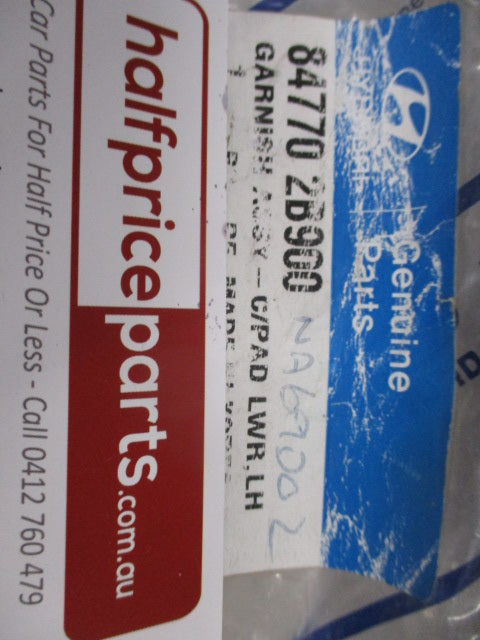 Genuine
Parts
84770 2B900
GARNISH ASSY - C/PAD LWR,LH
NA69002
halfpriceparts.com.au
Car Parts For Half Price Or Less - Call 0412 760 479